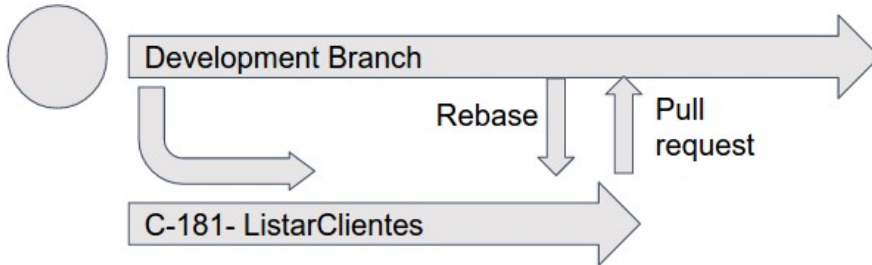 Development Branch
Rebase
Pull
request
C-181- ListarClientes